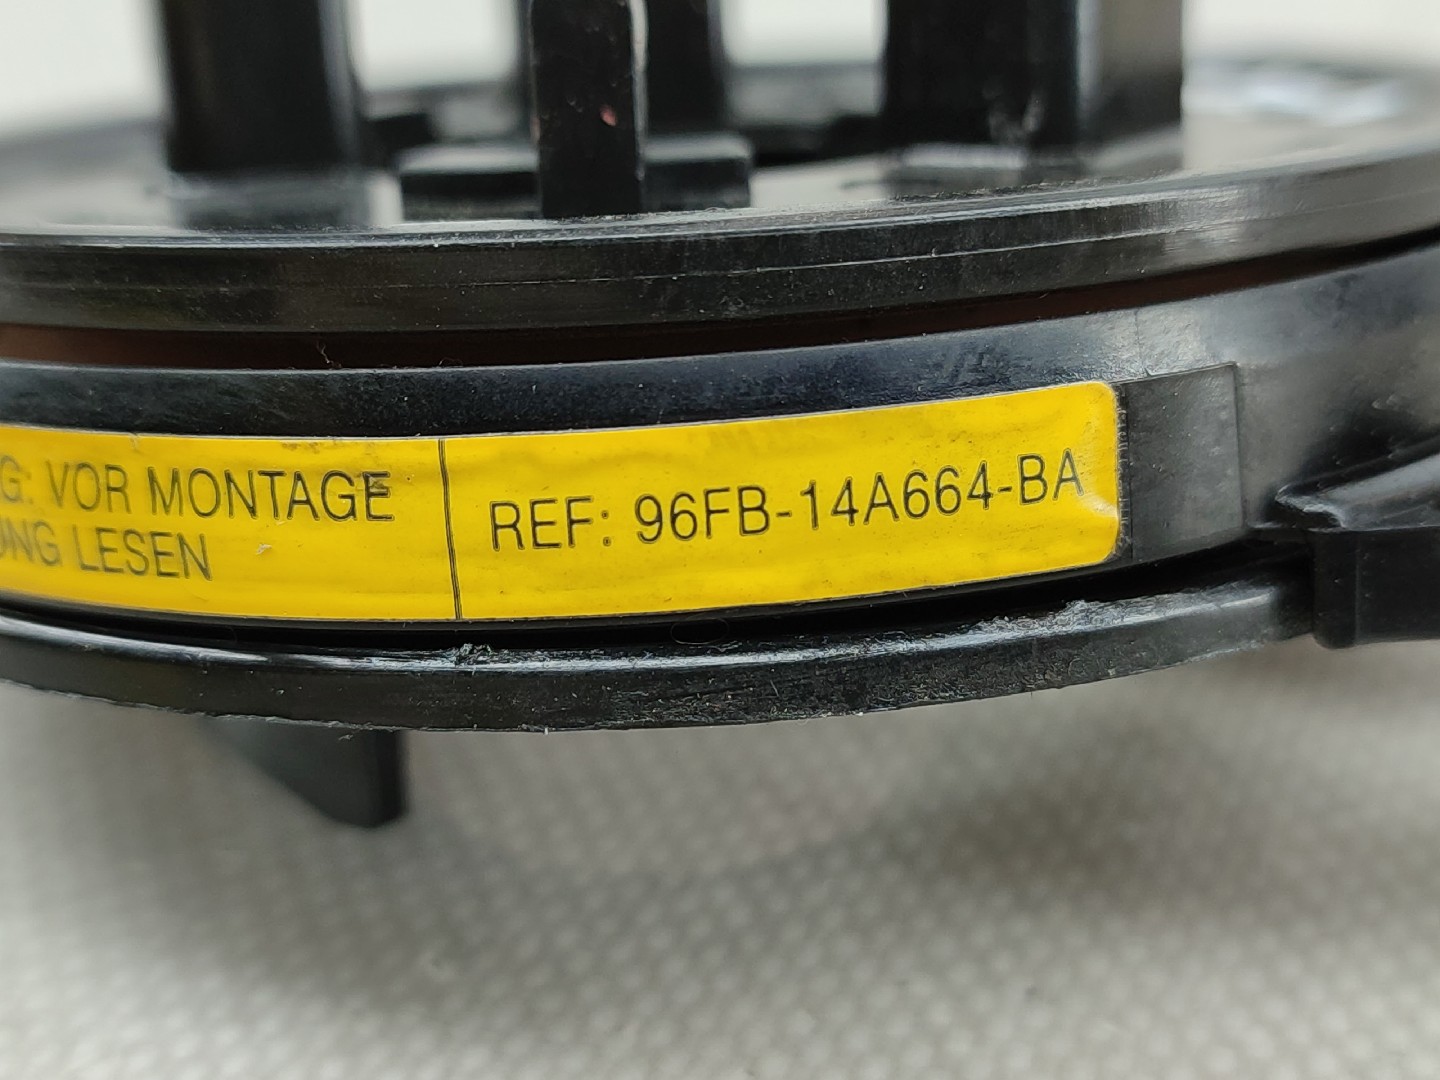 G: VOR MONTAGE
UNG LESEN
REF: 96FB-14A664-BA